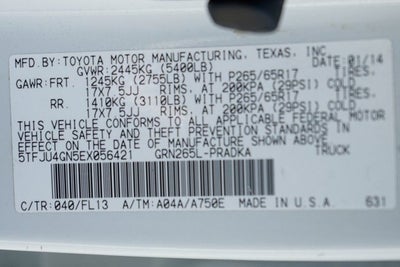 MFD.BY: TOYOTA MOTOR MANUFACTURING, TEXAS, INC
GVWR: 2445KG (5400LB) DATE: 01/14
GAWR: FRT. 1245KG (2755LB) WITH P265/65R17 TIRES.
17X7.5JJ RIMS, AT 200KPA (29PSI) COLD
RR. 1410KG (3110LB) WITH P265/65R17 TIRES.
17X7.5JJ RIMS, AT 200KPA (29PSI) COLD
THIS VEHICLE CONFORMS TO ALL APPLICABLE FEDERAL
MOTOR VEHICLE SAFETY STANDARDS IN
EFFECT ON THE DATE OF MANUFACTURE SHOWN ABOVE.
5TFJU4GN5EX056421 GRN265L-PRADKA TRUCK
C/TR:040/FL13 A/TM:A04A/A750E MADE IN U.S.A 631